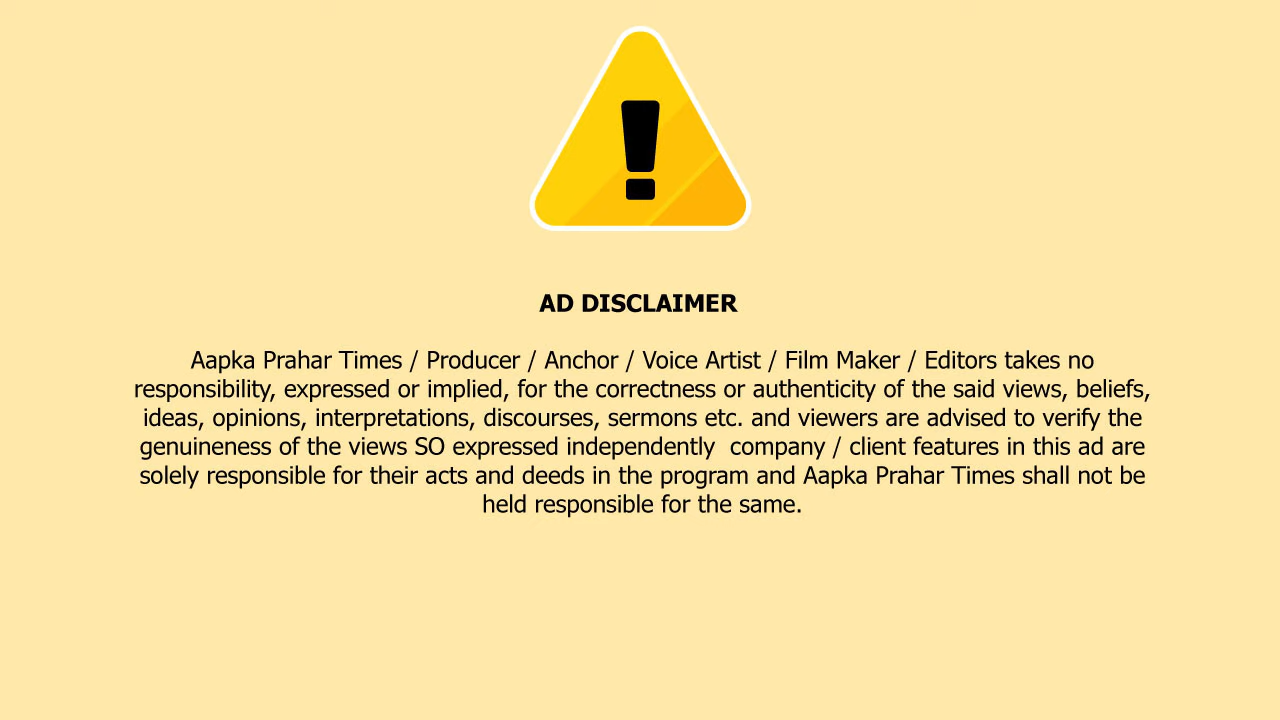 AD DISCLAIMER
Aapka Prahar Times / Producer / Anchor / Voice Artist / Film Maker / Editors takes no
responsibility, expressed or implied, for the correctness or authenticity of the said views, beliefs,
ideas, opinions, interpretations, discourses, sermons etc. and viewers are advised to verify the
genuineness of the views SO expressed independently  company / client features in this ad are
solely responsible for their acts and deeds in the program and Aapka Prahar Times shall not be
held responsible for the same.